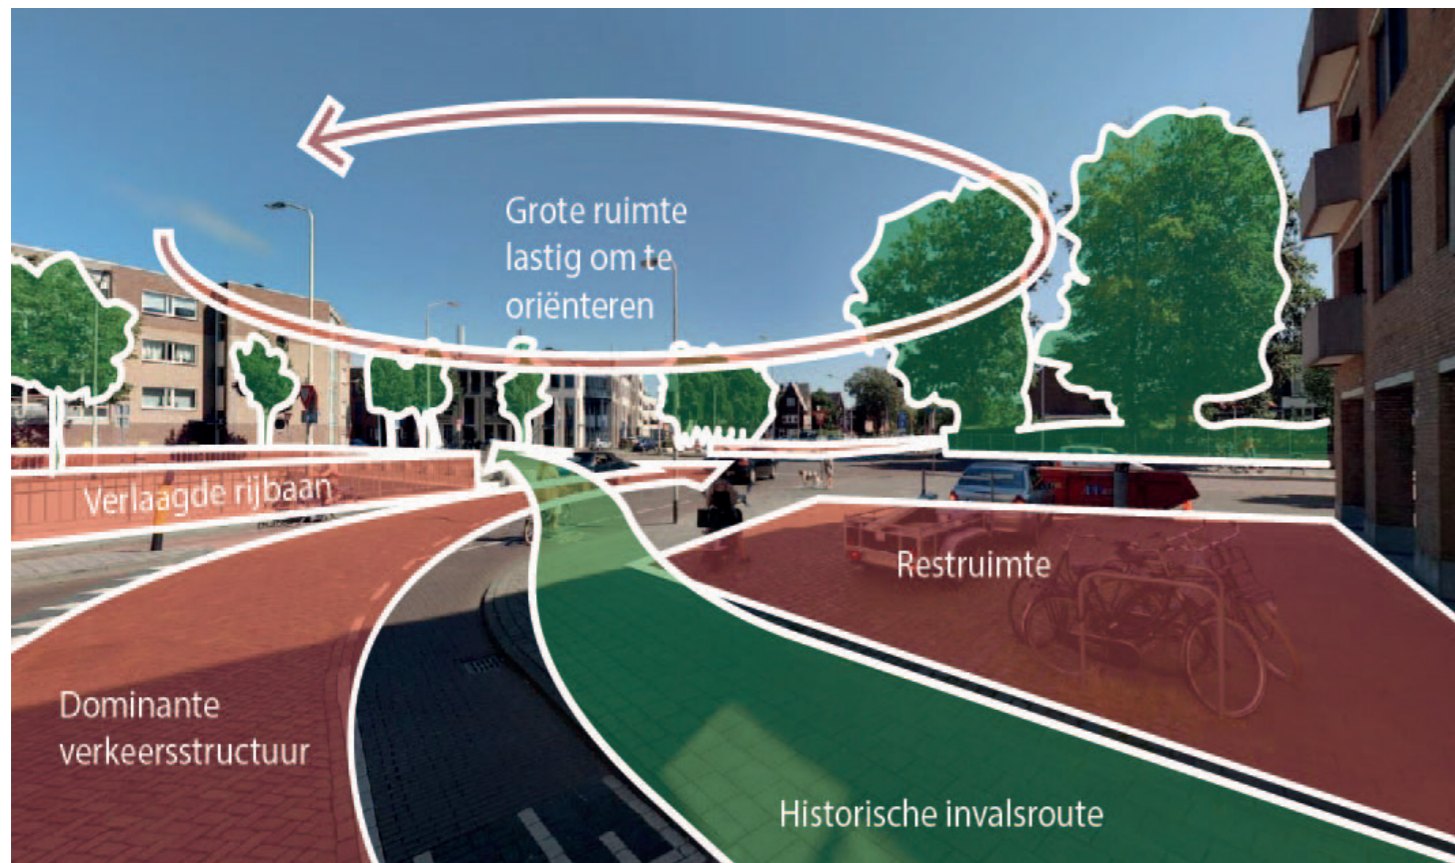 Grote ruimte
lastig om te
oriënteren
Verlaagde rijbaan
Restruimte
Dominante
verkeersstructuur
Historische invalsroute